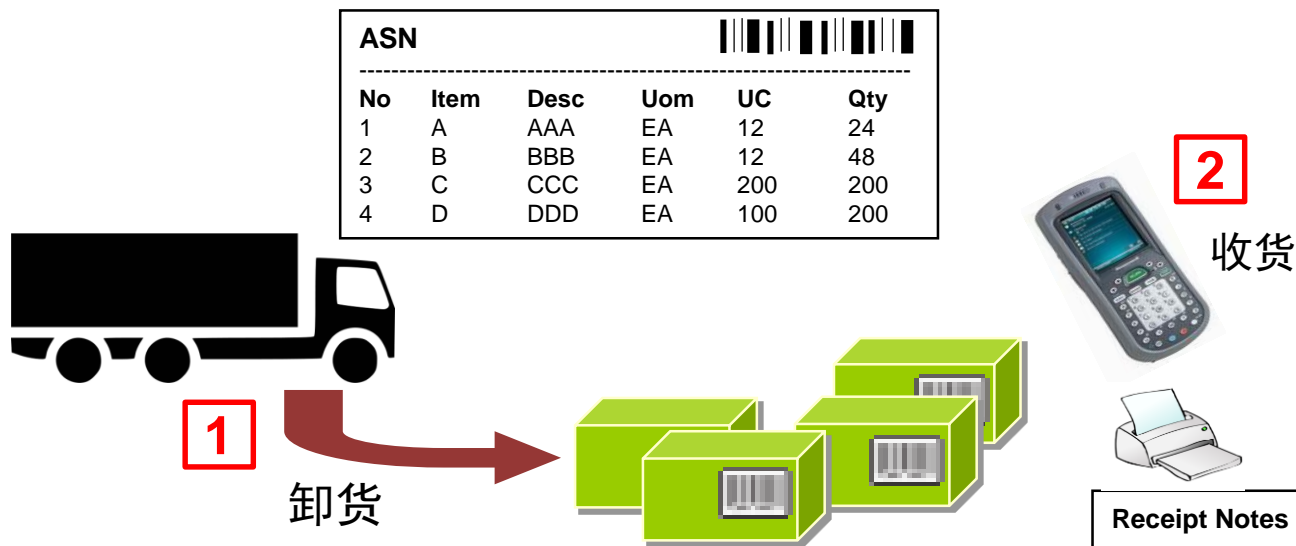 ASN
------------------------------------------------------------------------
No Item Desc Uom UC Qty
1 A AAA EA 12 24
2 B BBB EA 12 48
3 C CCC EA 200 200
4 D DDD EA 100 200
2
收货
1
卸货
Receipt Notes